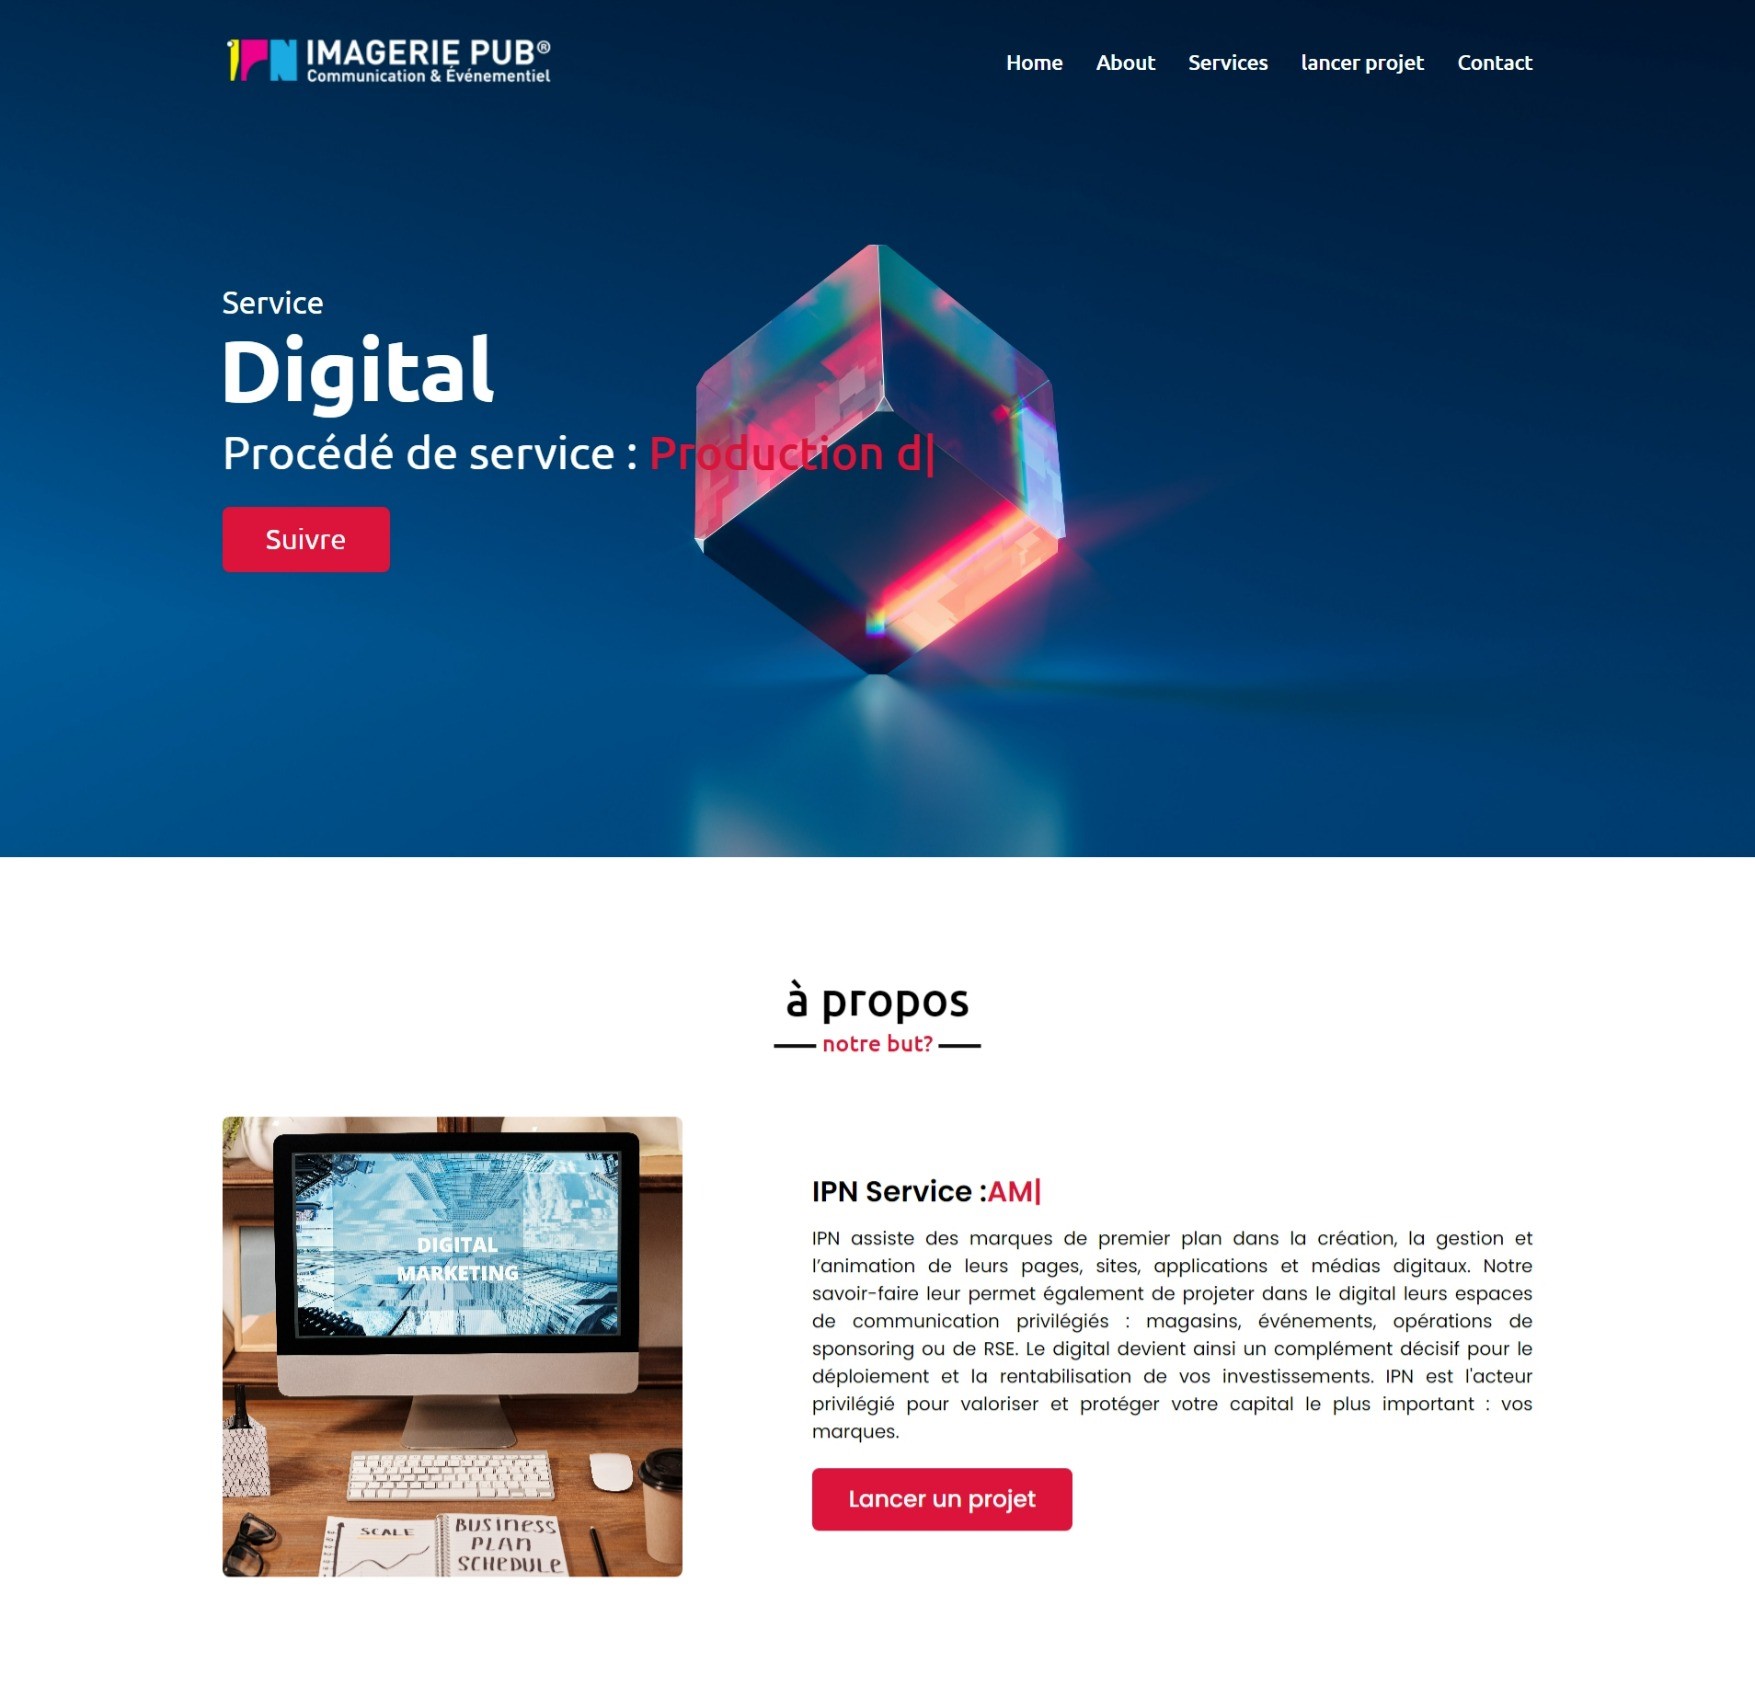 IPN IMAGERIE PUB®
Communication & Événementiel
Home About Services lancer projet Contact
Service
Digital
Procédé de service : Production d|
Suivre
à propos
notre but?
DIGITAL
MARKETING
SCALE
BUSINESS
PLAN
SCHEDULE
IPN Service :AM|
IPN assiste des marques de premier plan dans la création, la gestion et
l’animation de leurs pages, sites, applications et médias digitaux. Notre
savoir-faire leur permet également de projeter dans le digital leurs espaces
de communication privilégiés : magasins, événements, opérations de
sponsoring ou de RSE. Le digital devient ainsi un complément décisif pour le
déploiement et la rentabilisation de vos investissements. IPN est l'acteur
privilégié pour valoriser et protéger votre capital le plus important : vos
marques.
Lancer un projet